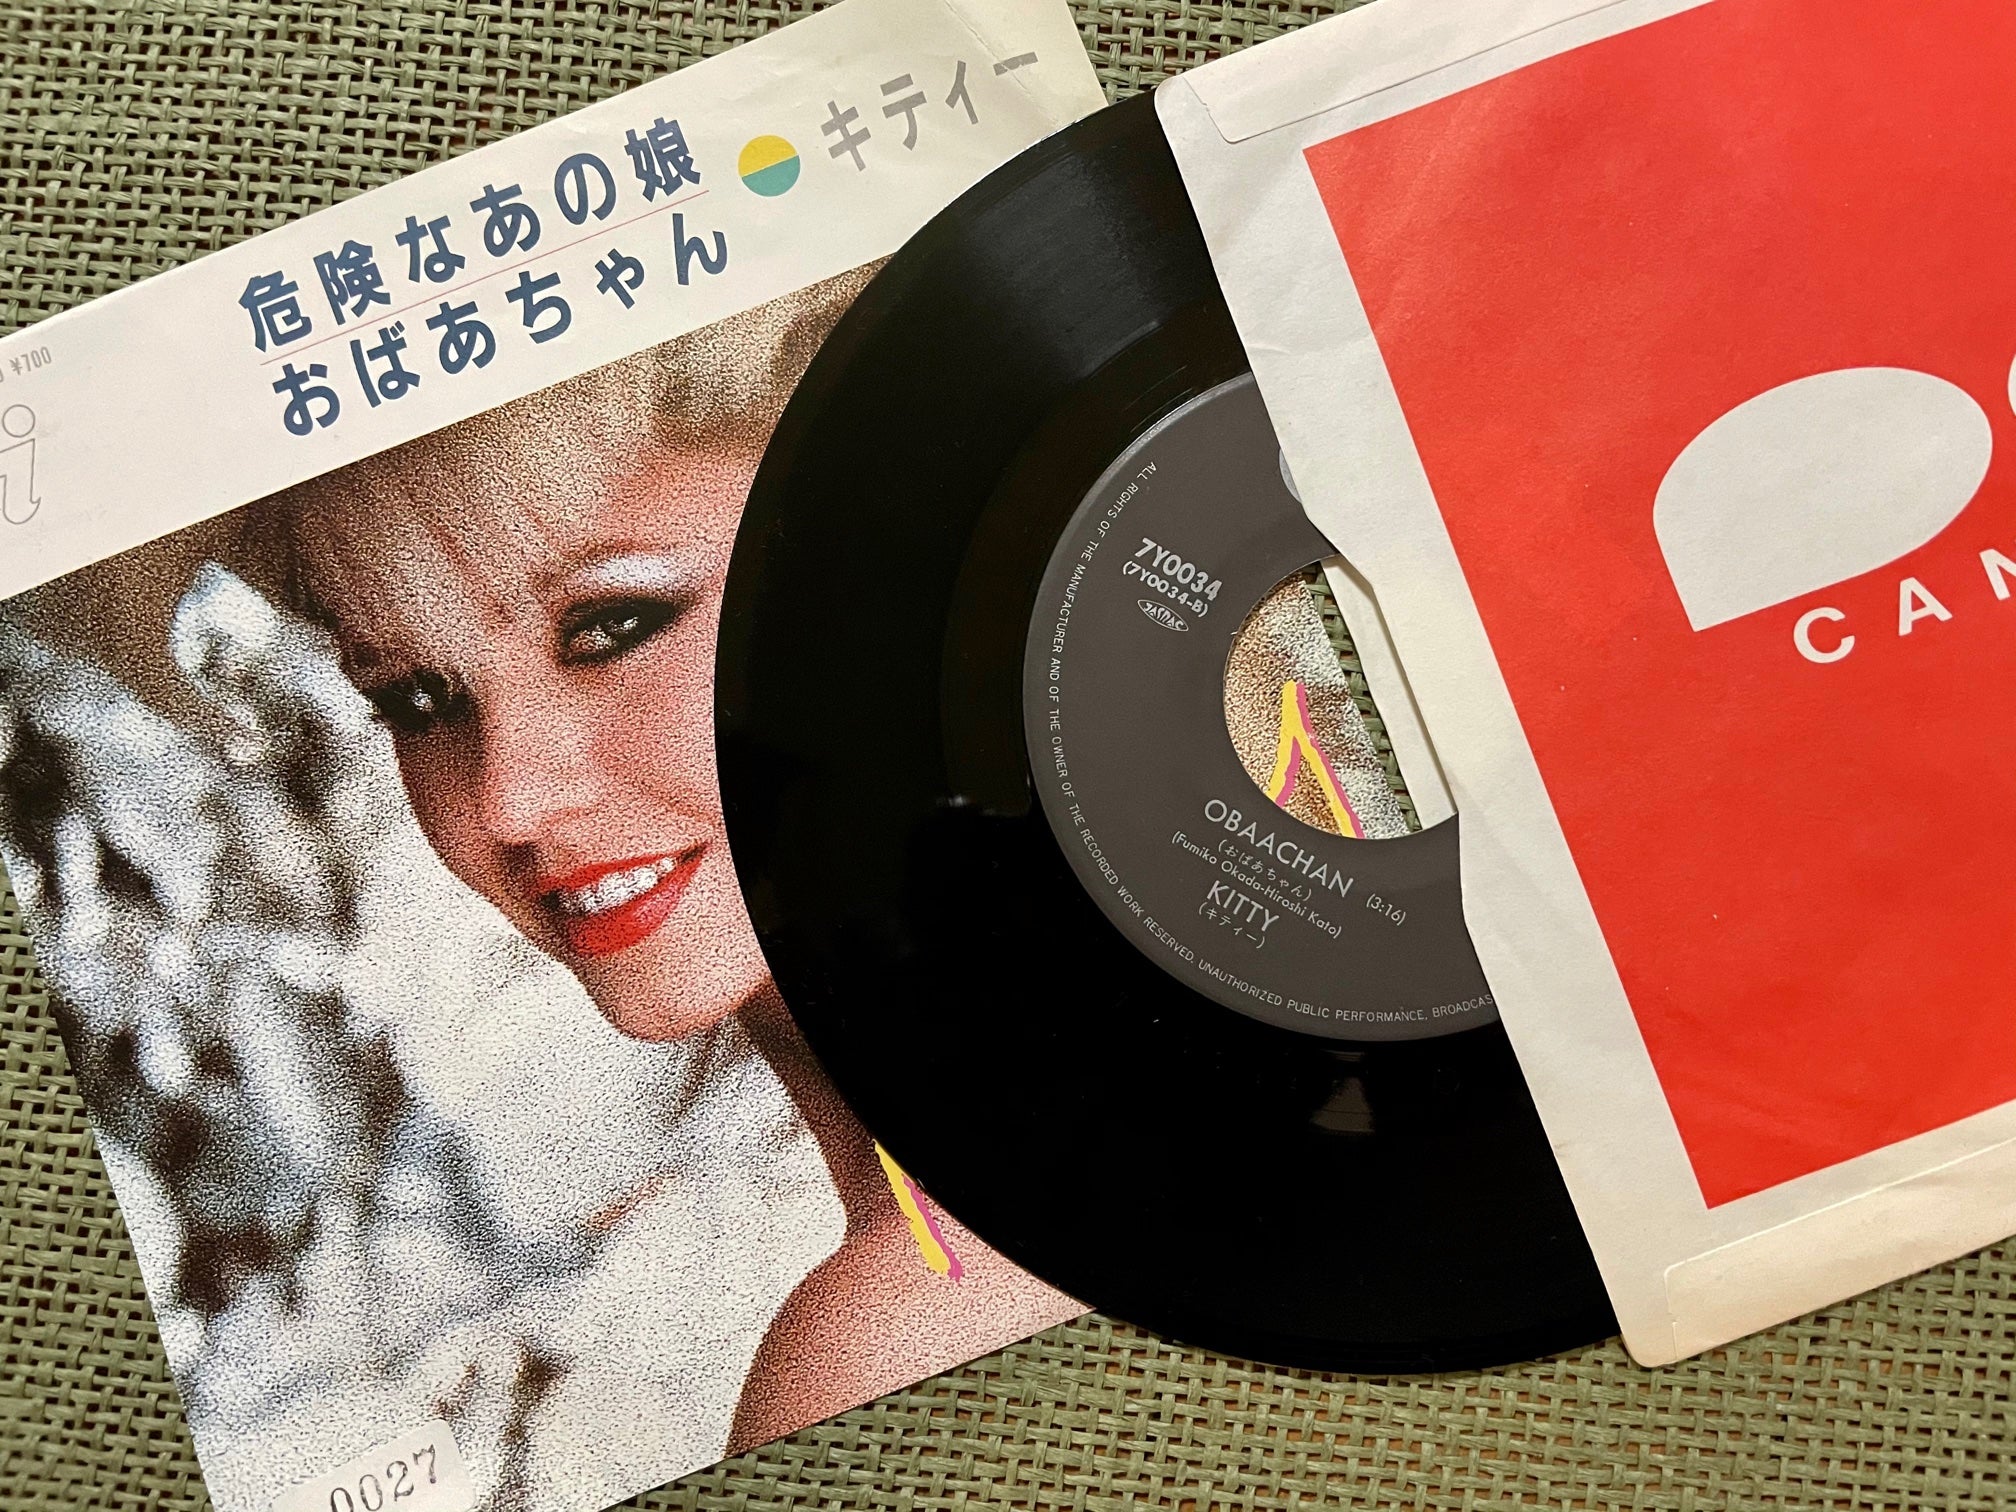 危険なあの娘
おばあちゃん
キティー
¥700
i
0027
7Y0034
(7Y0034-B)
JASRAC
OBAACHAN (3:16)
(おばあちゃん)
(Fumiko Okada-Hiroshi Kato)
KITTY
(キティー)
ALL RIGHTS OF THE MANUFACTURER AND OF THE OWNER OF THE RECORDED WORK RESERVED. UNAUTHORIZED PUBLIC PERFORMANCE, BROADCAS
CAN